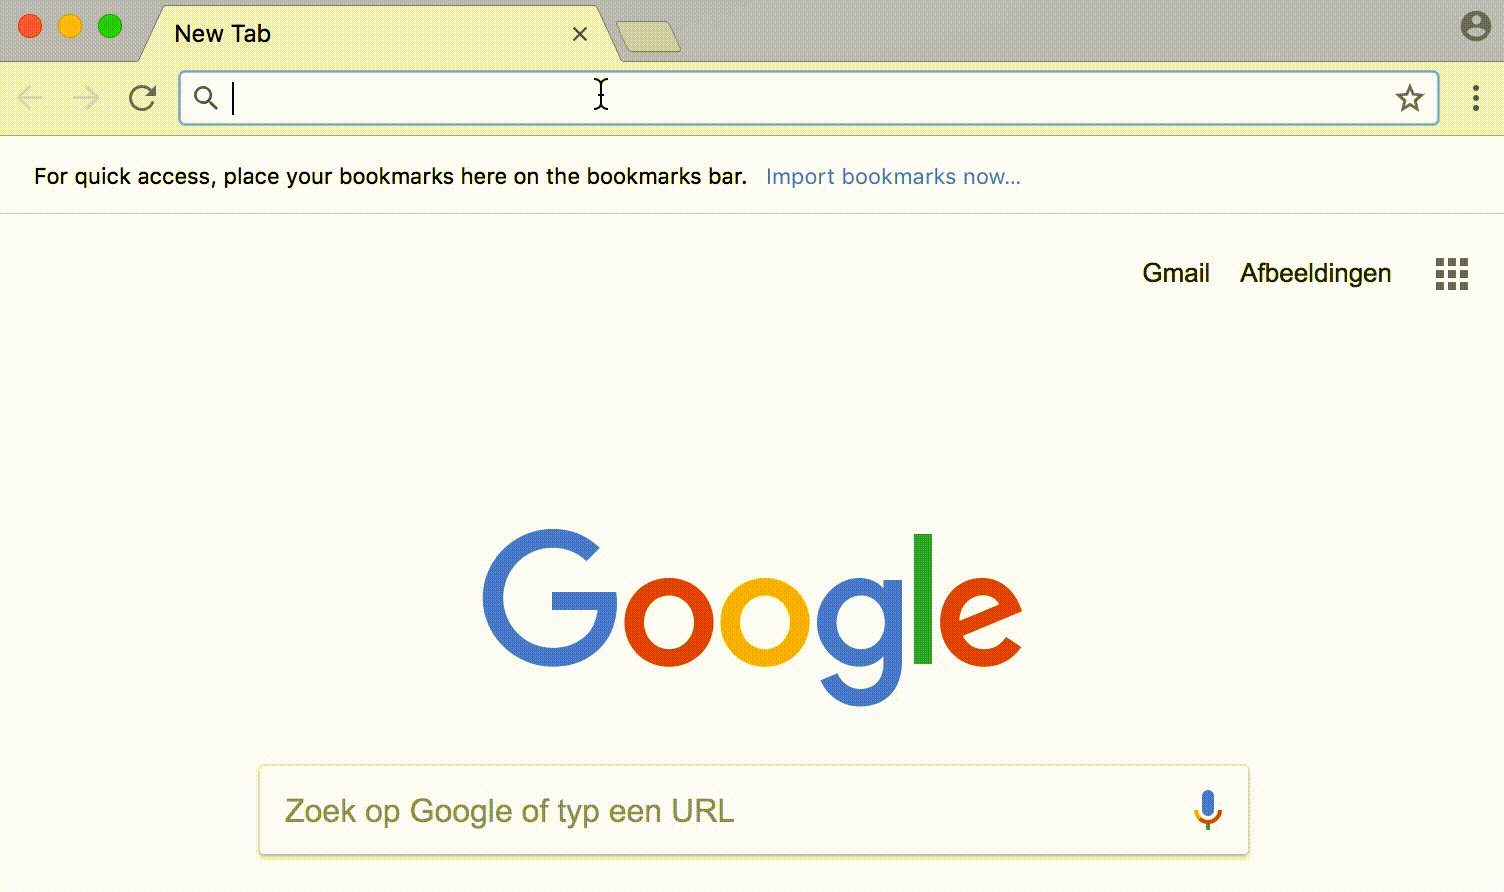 New Tab
For quick access, place your bookmarks here on the bookmarks bar. Import bookmarks now...
Gmail Afbeeldingen
Google
Zoek op Google of typ een URL